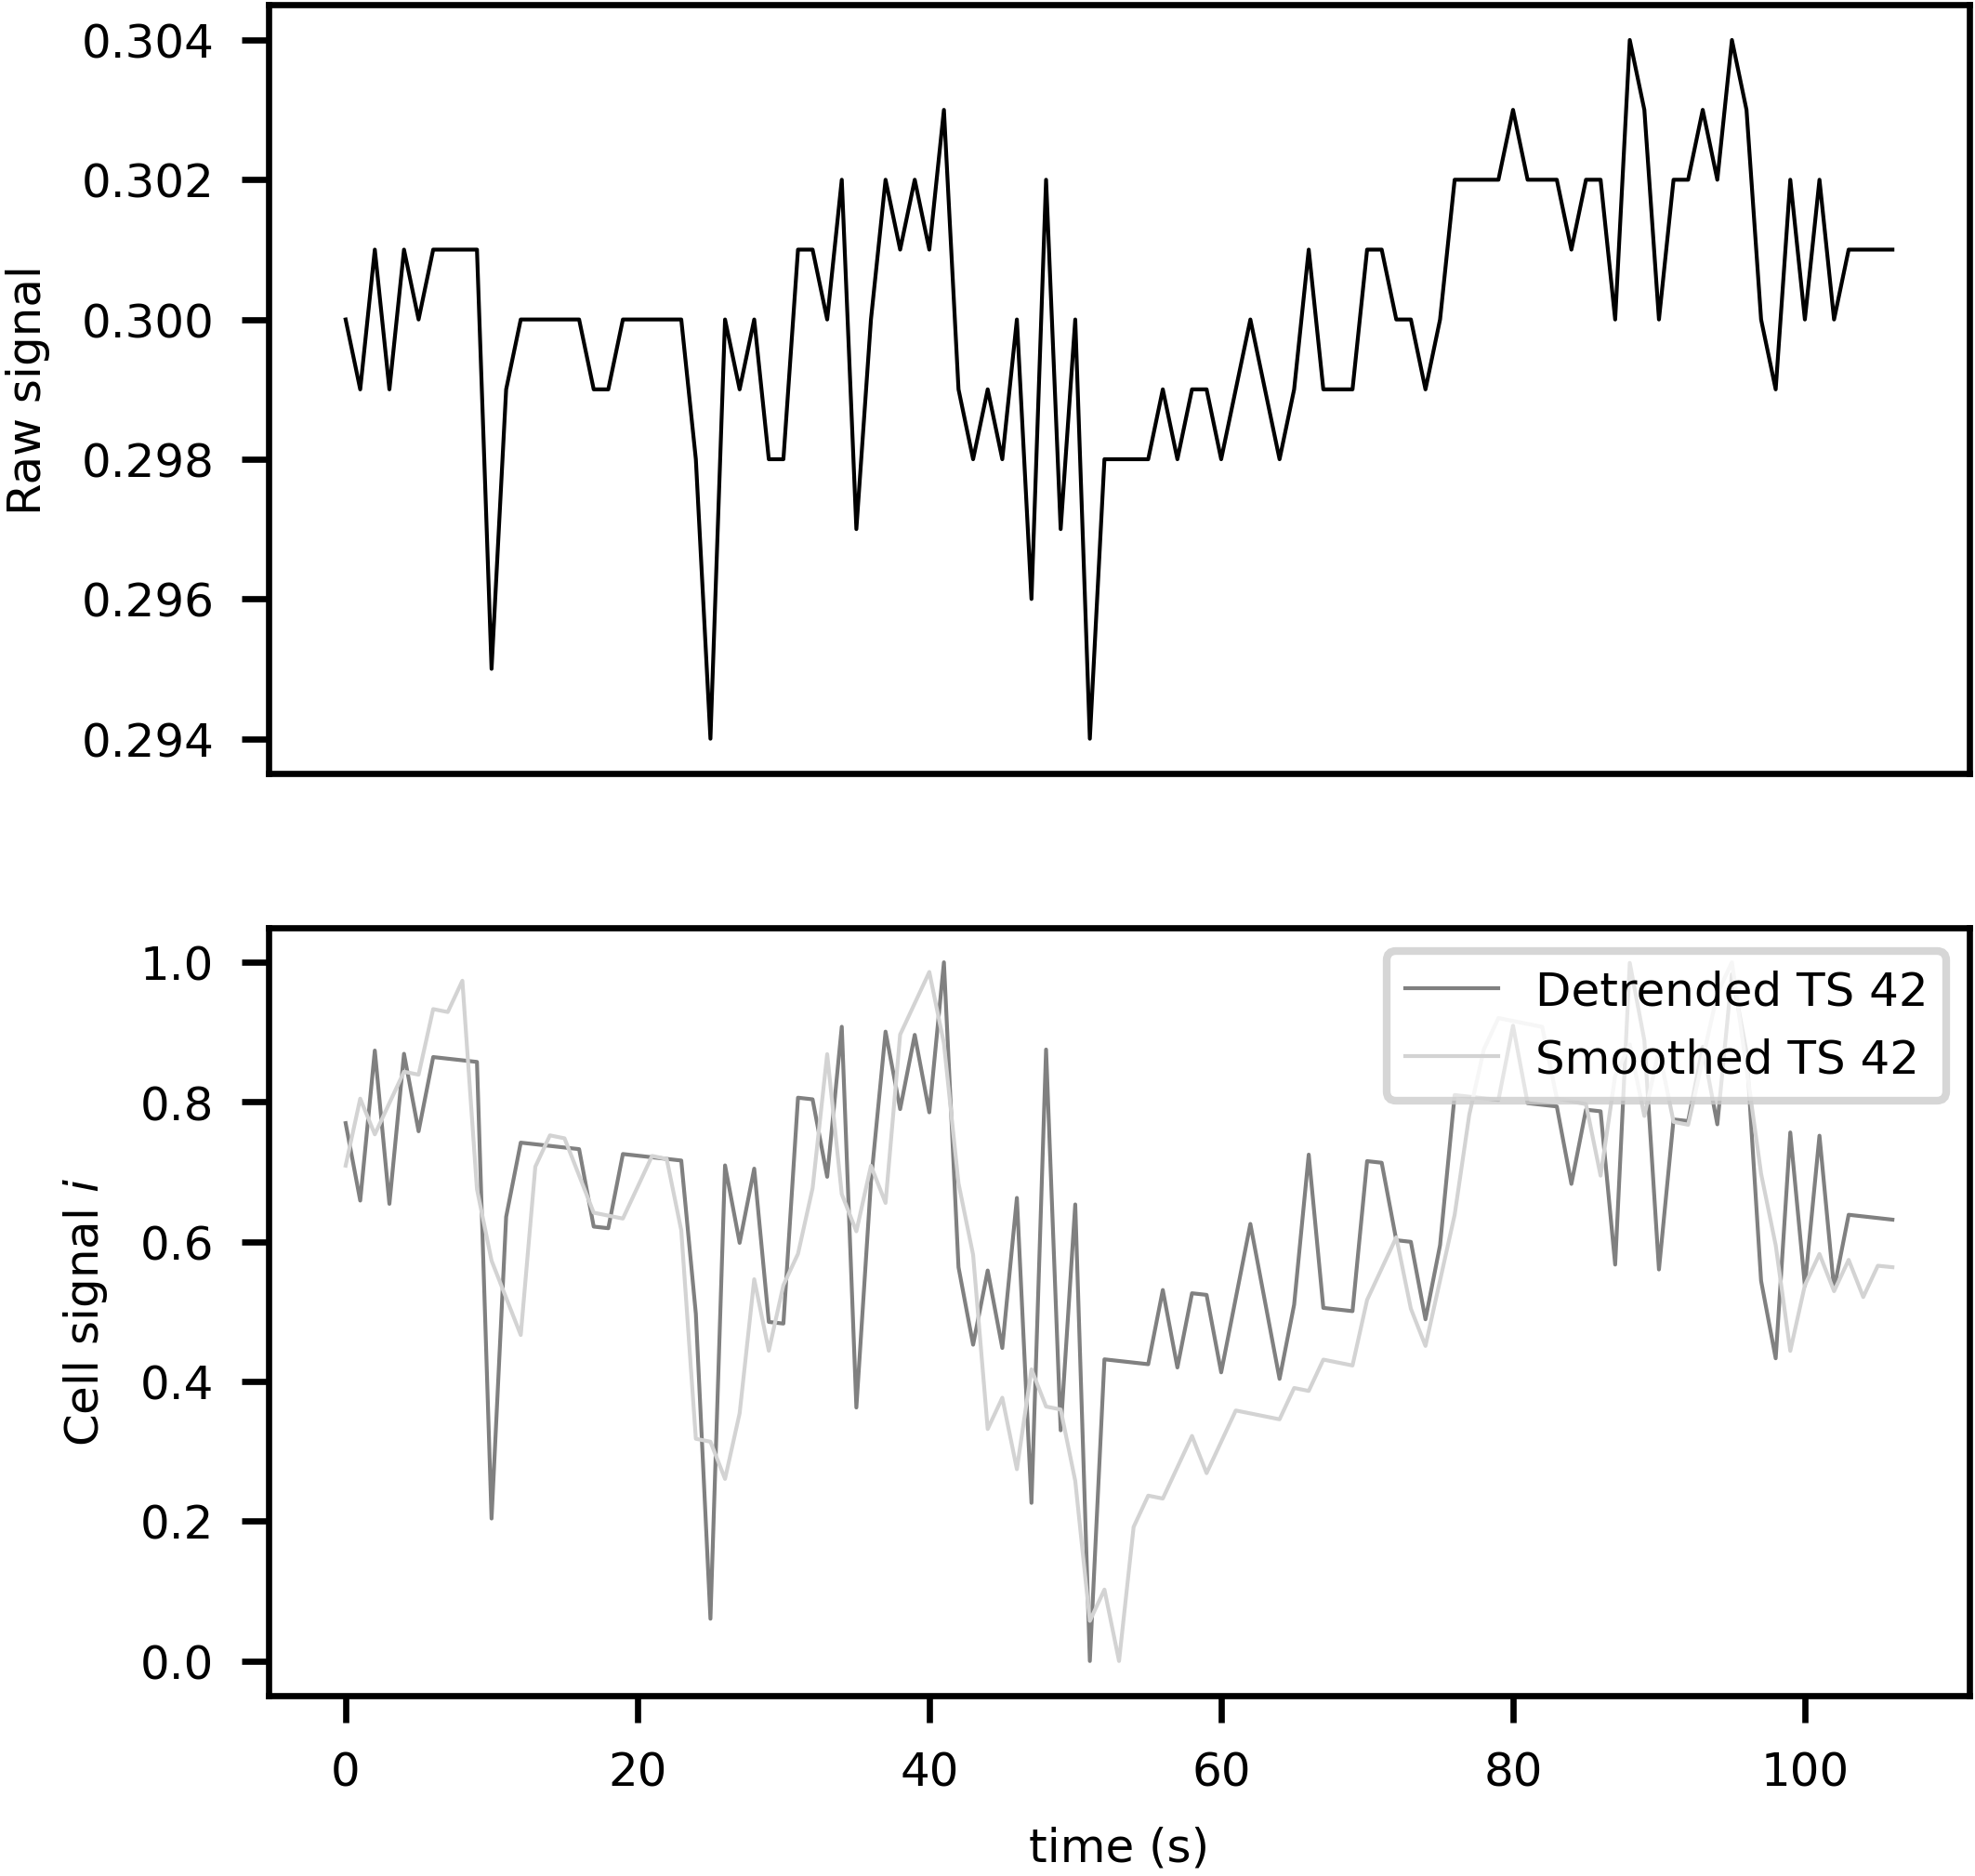 Raw signal
0.304
0.302
0.300
0.298
0.296
0.294
Cell signal i
1.0
0.8
0.6
0.4
0.2
0.0
Detrended TS 42
Smoothed TS 42
0 20 40 60 80 100
time (s)